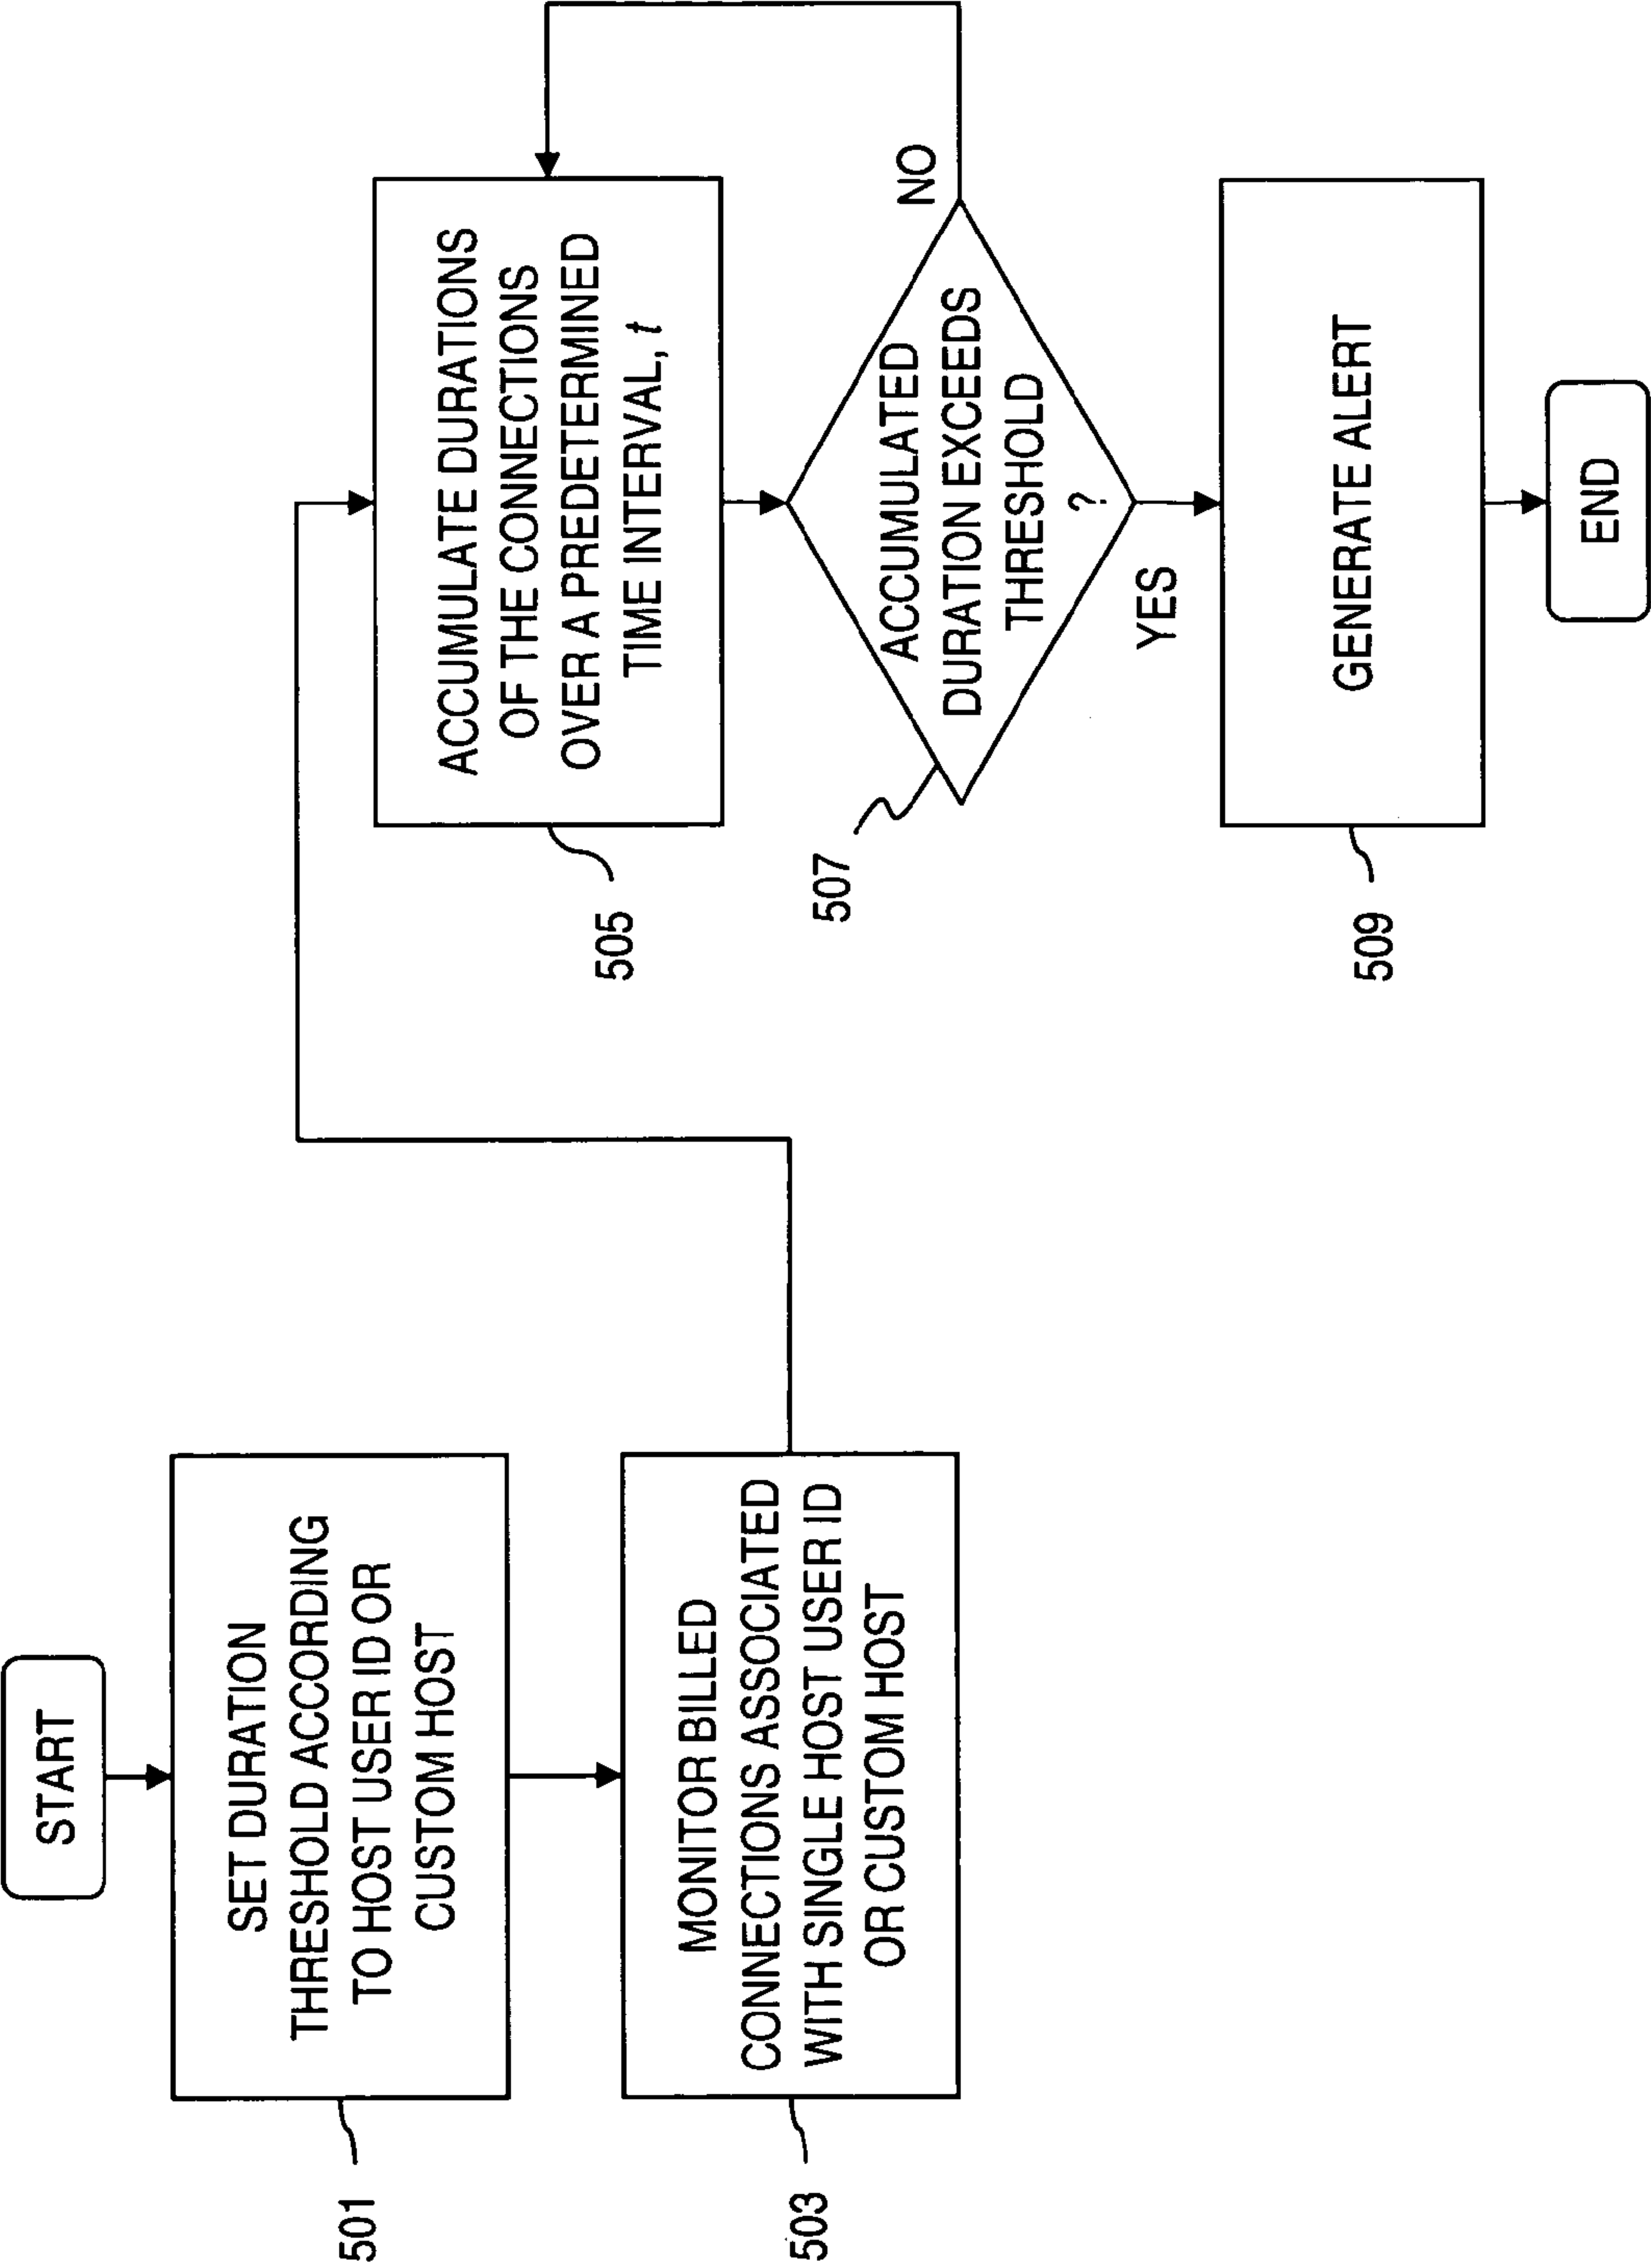 START
SET DURATION
THRESHOLD ACCORDING
TO HOST USER ID OR
CUSTOM HOST
501
MONITOR BILLED
CONNECTIONS ASSOCIATED
WITH SINGLE HOST USER ID
OR CUSTOM HOST
503
ACCUMULATE DURATIONS
OF THE CONNECTIONS
OVER A PREDETERMINED
TIME INTERVAL, t
505
ACCUMULATED
DURATION EXCEEDS
THRESHOLD
?
507
NO
YES
GENERATE ALERT
509
END